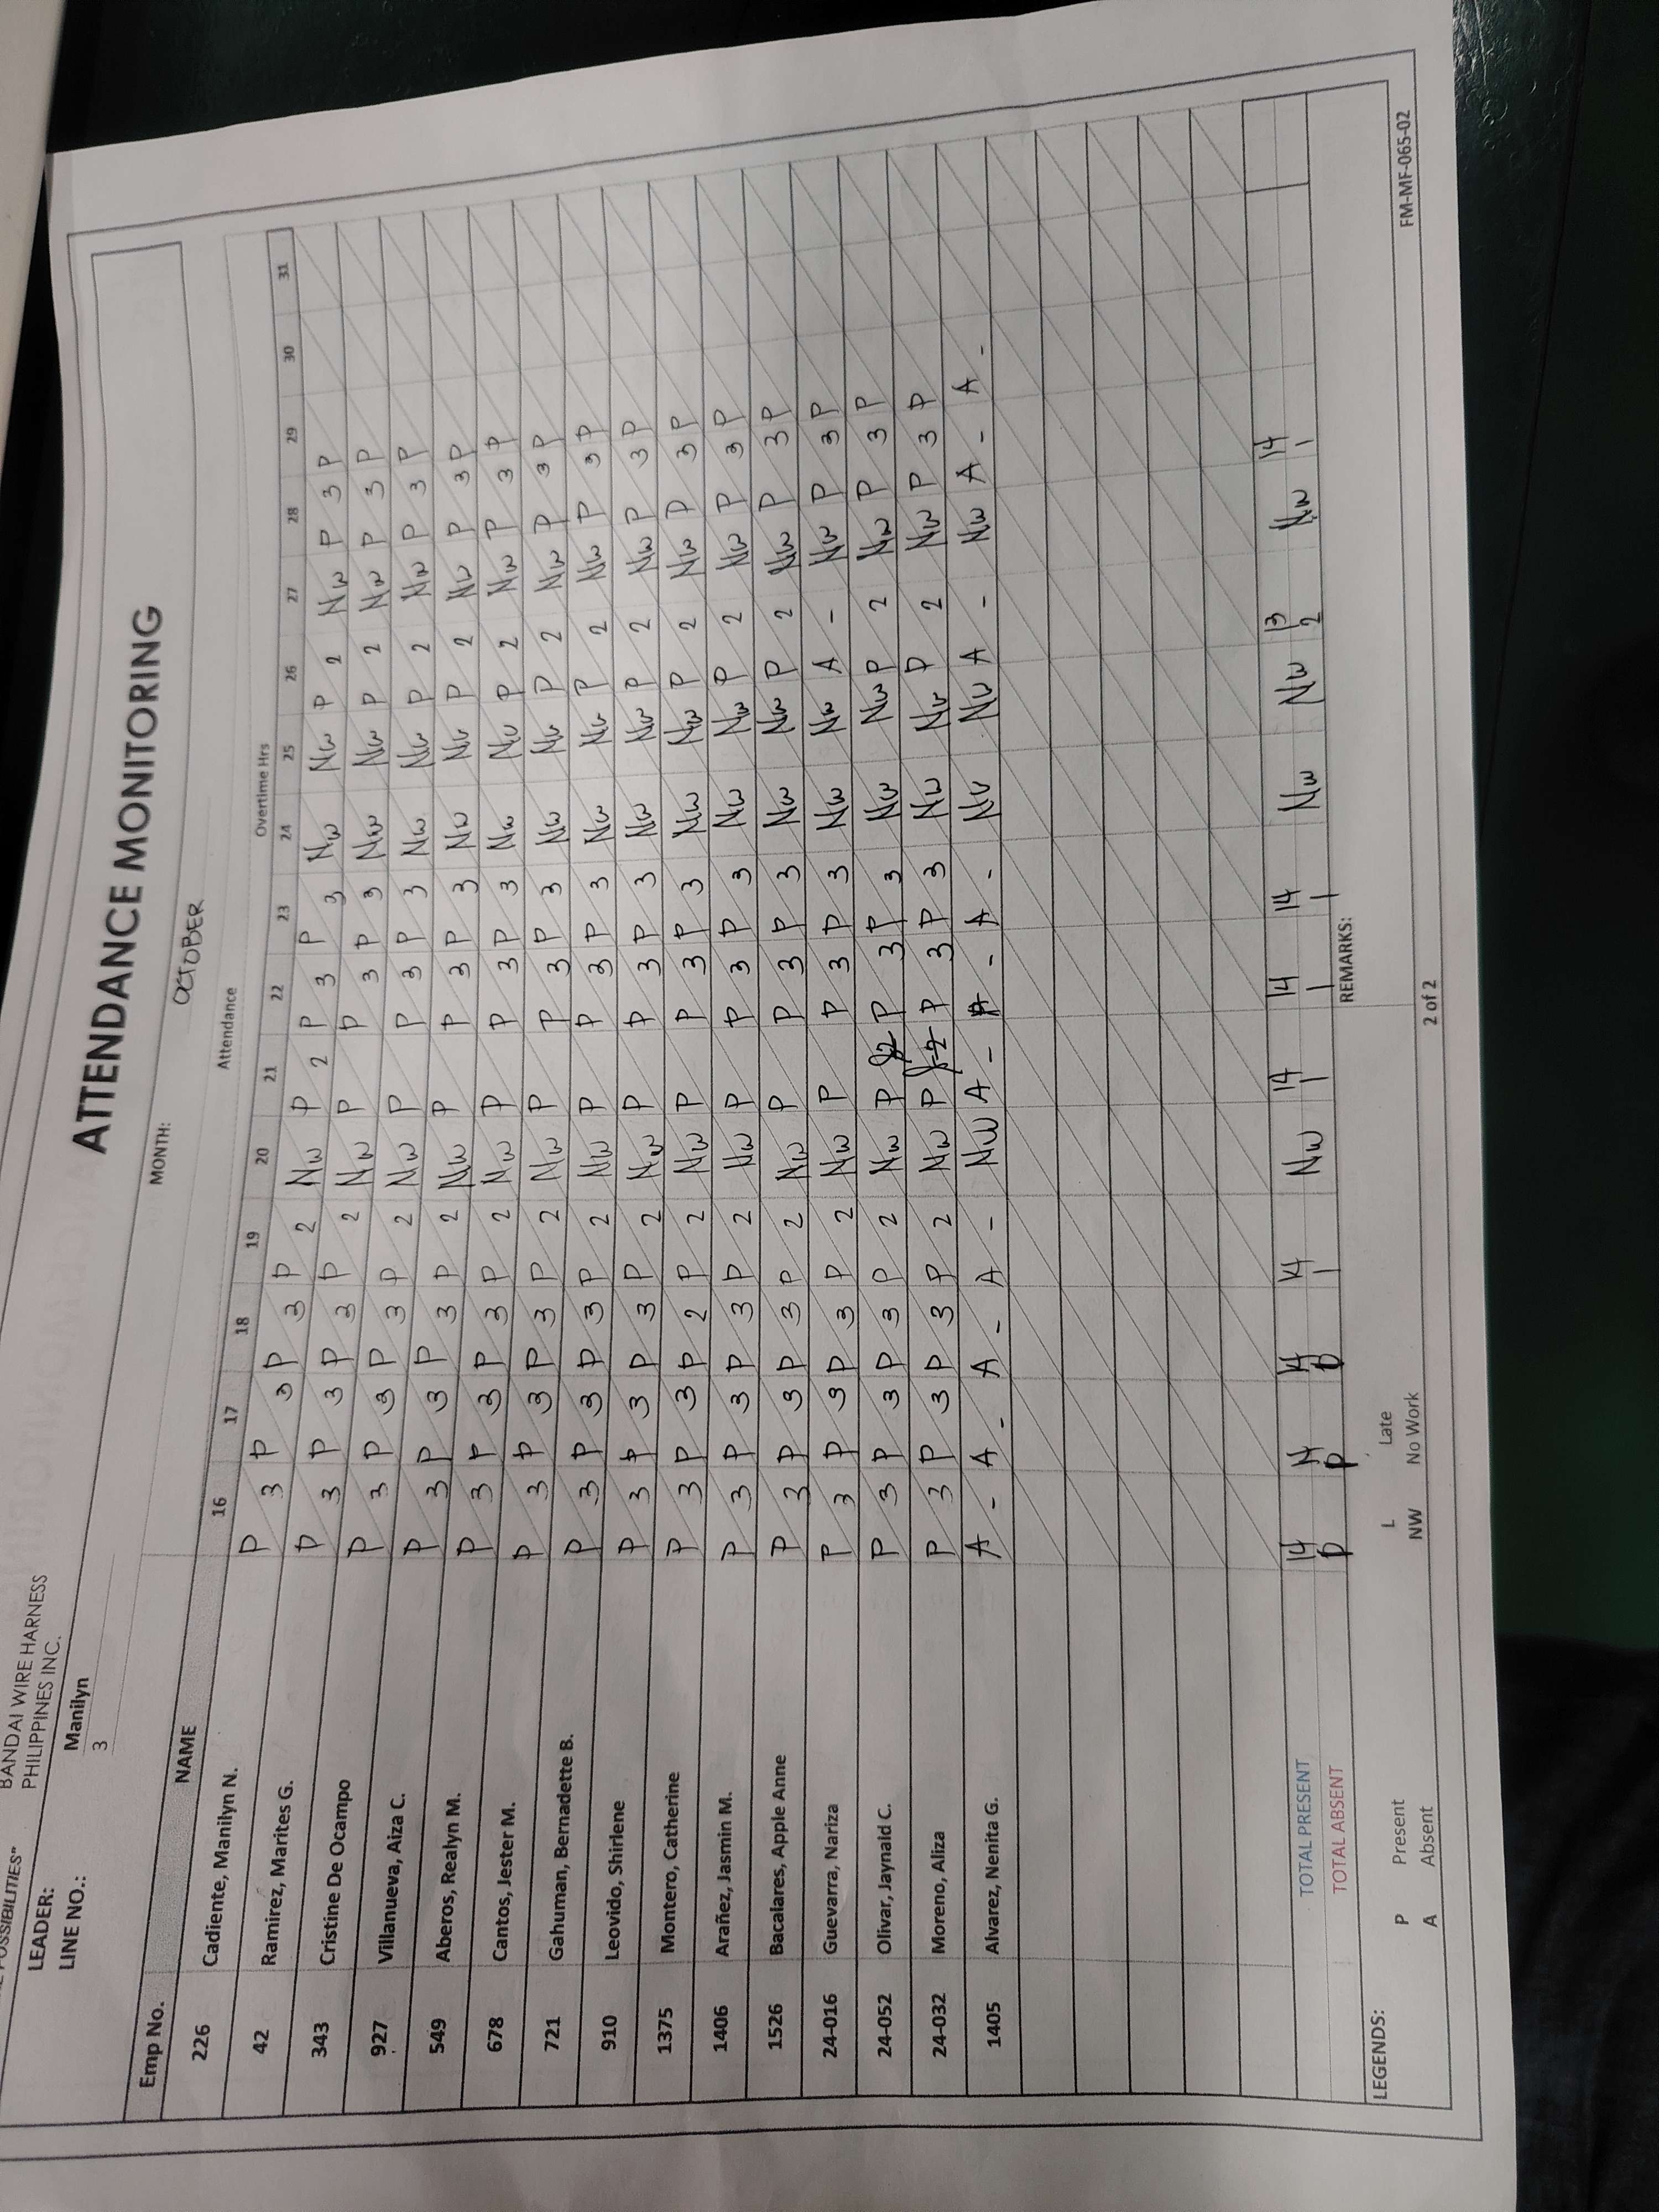 POSSIBILITIES"
BANDAI WIRE HARNESS
PHILIPPINES INC.
ATTENDANCE MONITORING
LEADER: Manilyn
LINE NO.: 3
MONTH: OCTOBER
Attendance Overtime Hrs
Emp No. NAME 16 17 18 19 20 21 22 23 24 25 26 27 28 29 30 31
226 Cadiente, Manilyn N. P 3 P 3 P 3 P 2 NW P 2 P 3 P 3 NW NW P 2 NW P 3 P
42 Ramirez, Marites G. P 3 P 3 P 3 P 2 NW P P 3 P 3 NW NW P 2 NW P 3 P
343 Cristine De Ocampo P 3 P 3 P 3 P 2 NW P P 3 P 3 NW NW P 2 NW P 3 P
927 Villanueva, Aiza C. P 3 P 3 P 3 P 2 NW P P 3 P 3 NW NW P 2 NW P 3 P
549 Aberos, Realyn M. P 3 P 3 P 3 P 2 NW P P 3 P 3 NW NW P 2 NW P 3 P
678 Cantos, Jester M. P 3 P 3 P 3 P 2 NW P P 3 P 3 NW NW P 2 NW P 3 P
721 Gahuman, Bernadette B. P 3 P 3 P 3 P 2 NW P P 3 P 3 NW NW P 2 NW P 3 P
910 Leovido, Shirlene P 3 P 3 P 3 P 2 NW P P 3 P 3 NW NW P 2 NW P 3 P
1375 Montero, Catherine P 3 P 3 P 2 P 2 NW P P 3 P 3 NW NW P 2 NW P 3 P
1406 Arañez, Jasmin M. P 3 P 3 P 3 P 2 NW P P 3 P 3 NW NW P 2 NW P 3 P
1526 Bacalares, Apple Anne P 3 P 3 P 3 P 2 NW P P 3 P 3 NW NW P 2 NW P 3 P
24-016 Guevarra, Nariza P 3 P 3 P 3 P 2 NW P P 3 P 3 NW NW A - NW P 3 P
24-052 Olivar, Jaynald C. P 3 P 3 P 3 P 2 NW P P 3 P 3 NW NW P 2 NW P 3 P
24-032 Moreno, Aliza P 3 P 3 P 3 P 2 NW P P 3 P 3 NW NW P 2 NW P 3 P
1405 Alvarez, Nenita G. A - A - A - A - NW A - A - A - NW NW A - NW A - A -
TOTAL PRESENT 14 14 14 14 NW 14 14 14 NW NW 13 NW 14
TOTAL ABSENT 1 1 1 1 2 1
LEGENDS:
P Present L Late
A Absent NW No Work
REMARKS:
2 of 2
FM-MF-065-02